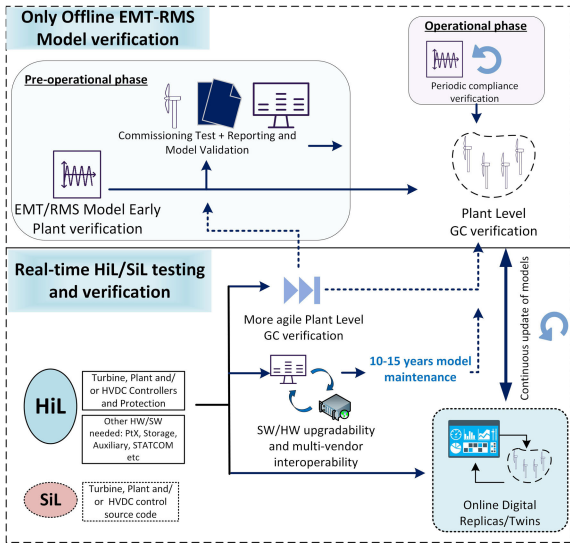 Only Offline EMT-RMS
Model verification
Operational phase
Periodic compliance
verification
Pre-operational phase
Commissioning Test + Reporting and
Model Validation
EMT/RMS Model Early
Plant verification
Plant Level
GC verification
Real-time HiL/SiL testing
and verification
More agile Plant Level
GC verification
Continuous update of models
10-15 years model
maintenance
HiL
Turbine, Plant and/
or HVDC Controllers
and Protection
Other HW/SW
needed: PtX, Storage,
Auxiliary, STATCOM
etc
SW/HW upgradability
and multi-vendor
interoperability
SiL
Turbine, Plant and/
or HVDC control
source code
Online Digital
Replicas/Twins